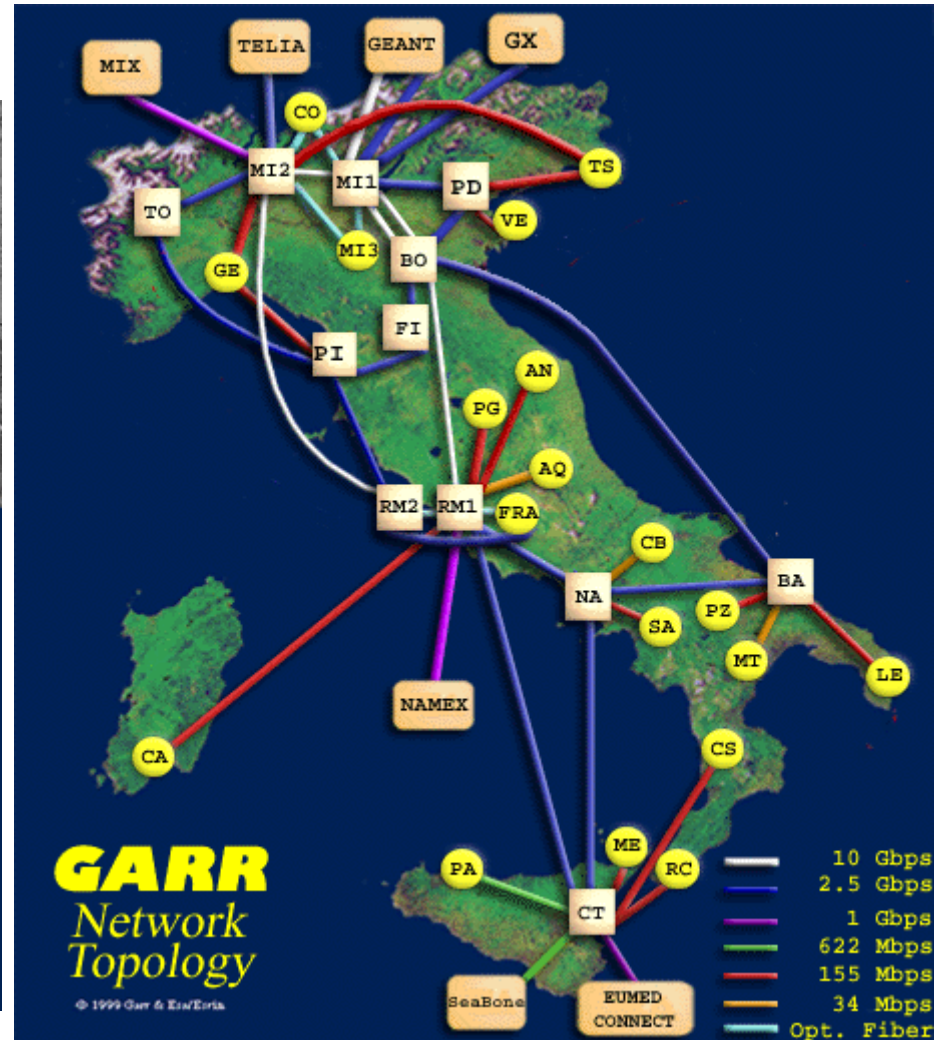 MIX
TELIA
GEANT
GX
CO
MI2
MI1
PD
TS
TO
VE
MI3
BO
GE
FI
PI
AN
PG
AQ
RM2
RM1
FRA
CB
NA
BA
PZ
SA
MT
LE
NAMEX
CA
CS
ME
PA
RC
CT
SeaBone
EUMED
CONNECT
GARR
Network
Topology
10 Gbps
2.5 Gbps
1 Gbps
622 Mbps
155 Mbps
34 Mbps
Opt. Fiber